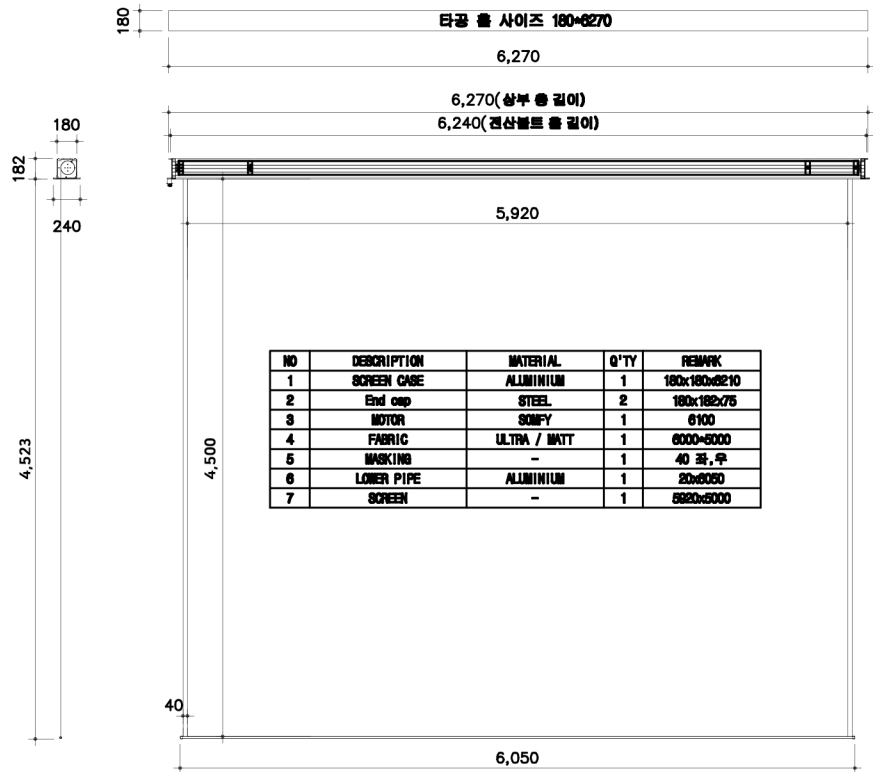 180
타공 홀 사이즈 180*6270
6,270
6,270(상부 총 길이)
6,240(전산볼트 홀 길이)
180
182
240
5,920
NO DESCRIPTION MATERIAL Q'TY REMARK
1 SCREEN CASE ALUMINIUM 1 180x180x6210
2 End cap STEEL 2 180x182x75
3 MOTOR SOMFY 1 6100
4 FABRIC ULTRA / MATT 1 6000*5000
5 MASKING - 1 40 좌,우
6 LOWER PIPE ALUMINIUM 1 20x6050
7 SCREEN - 1 5920x5000
4,523
4,500
40
6,050